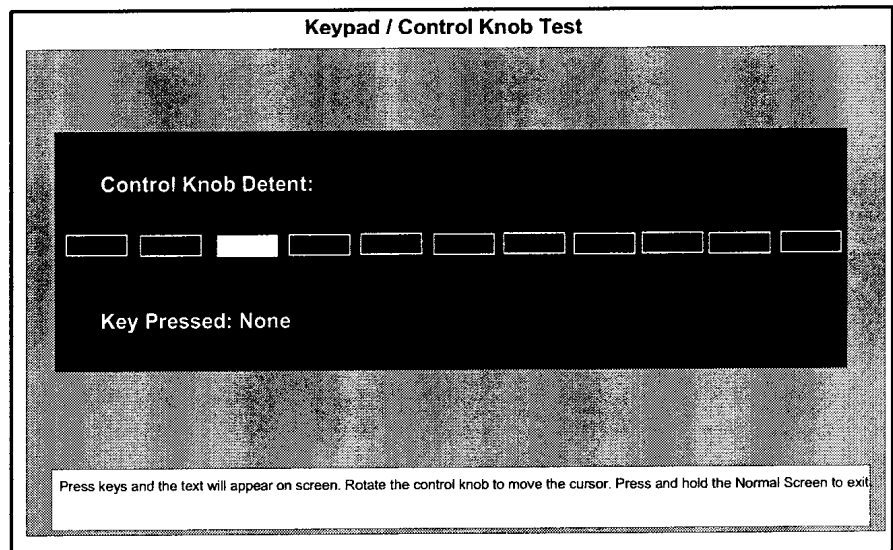 Keypad / Control Knob Test
Control Knob Detent:
Key Pressed: None
Press keys and the text will appear on screen. Rotate the control knob to move the cursor. Press and hold the Normal Screen to exit.